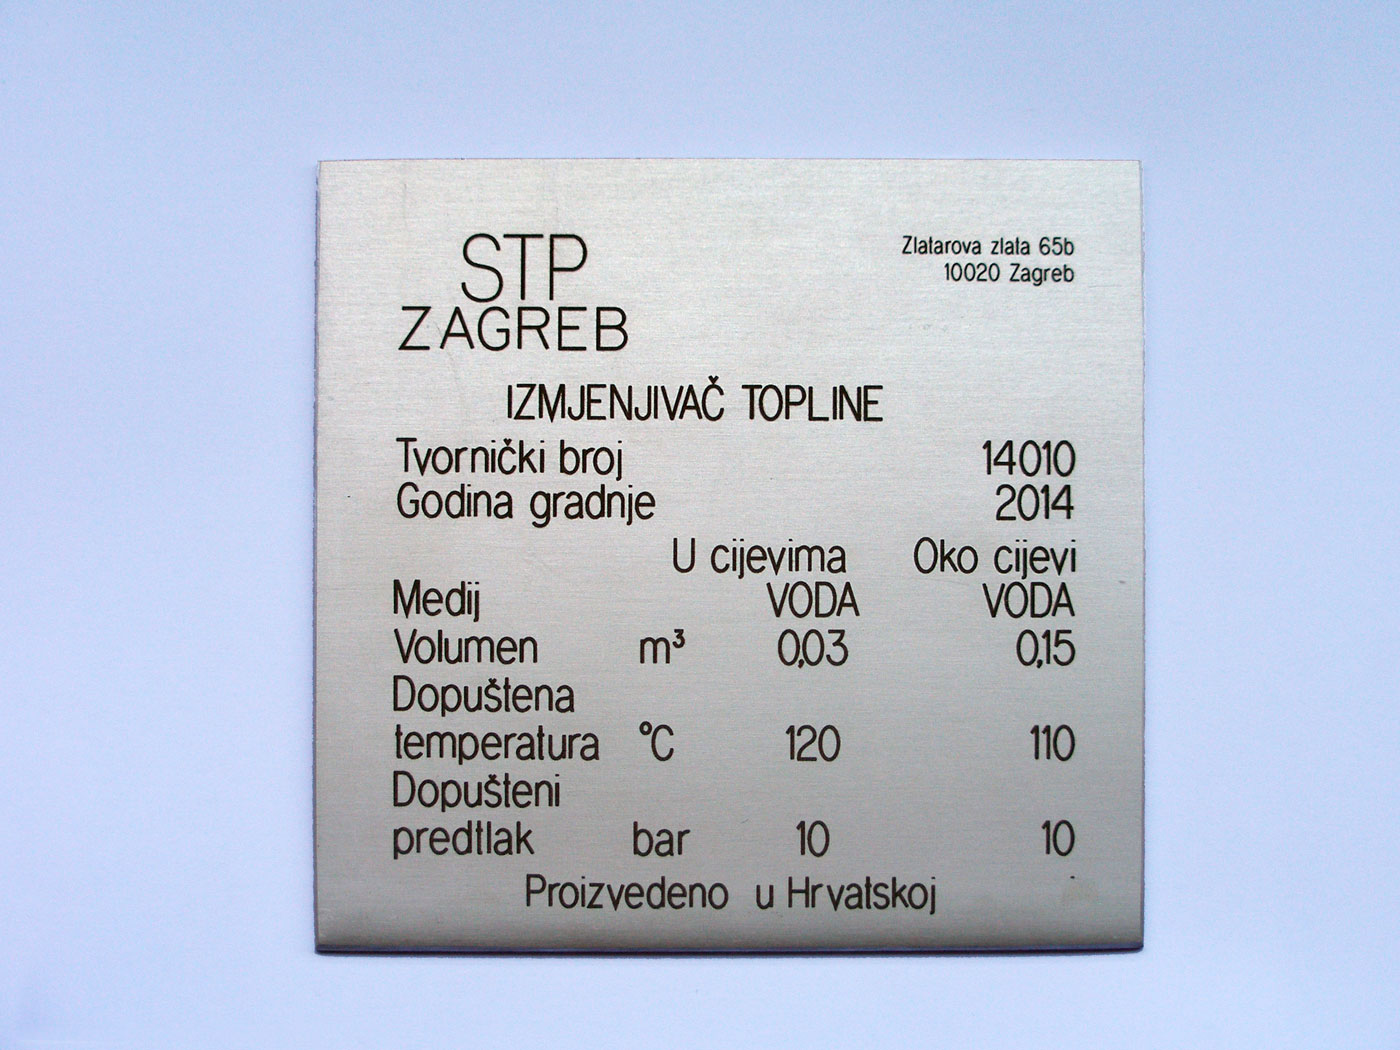 STP
ZAGREB
Zlatarova zlata 65b
10020 Zagreb
IZMJENJIVAČ TOPLINE
Tvornički broj 14010
Godina gradnje 2014
U cijevima Oko cijevi
Medij VODA VODA
Volumen m³ 0,03 0,15
Dopuštena
temperatura °C 120 110
Dopušteni
predtlak bar 10 10
Proizvedeno u Hrvatskoj